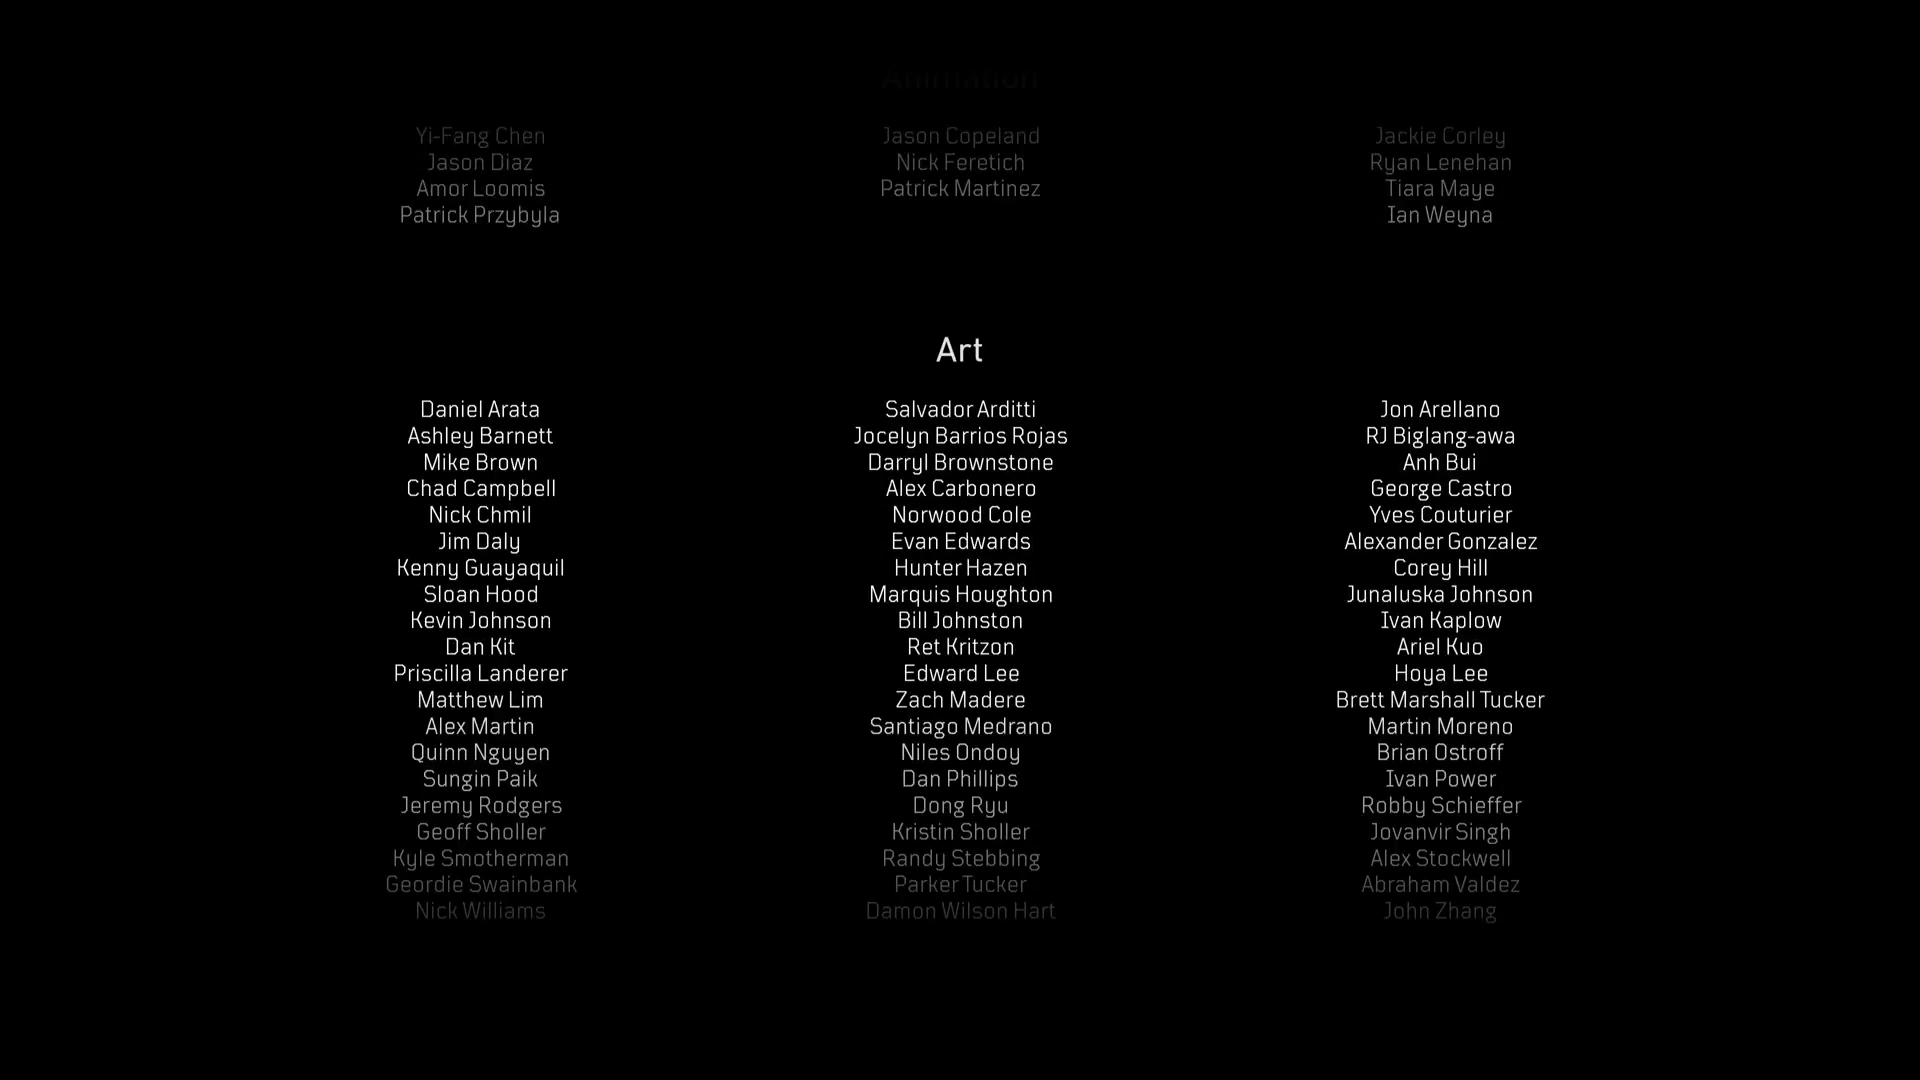 Animation
Yi-Fang Chen Jason Copeland Jackie Corley
Jason Diaz Nick Feretich Ryan Lenehan
Amor Loomis Patrick Martinez Tiara Maye
Patrick Przybyla Ian Weyna
Art
Daniel Arata Salvador Arditti Jon Arellano
Ashley Barnett Jocelyn Barrios Rojas RJ Biglang-awa
Mike Brown Darryl Brownstone Anh Bui
Chad Campbell Alex Carbonero George Castro
Nick Chmil Norwood Cole Yves Couturier
Jim Daly Evan Edwards Alexander Gonzalez
Kenny Guayaquil Hunter Hazen Corey Hill
Sloan Hood Marquis Houghton Junaluska Johnson
Kevin Johnson Bill Johnston Ivan Kaplow
Dan Kit Ret Kritzon Ariel Kuo
Priscilla Landerer Edward Lee Hoya Lee
Matthew Lim Zach Madere Brett Marshall Tucker
Alex Martin Santiago Medrano Martin Moreno
Quinn Nguyen Niles Ondoy Brian Ostroff
Sungin Paik Dan Phillips Ivan Power
Jeremy Rodgers Dong Ryu Robby Schieffer
Geoff Sholler Kristin Sholler Jovanvir Singh
Kyle Smotherman Randy Stebbing Alex Stockwell
Geordie Swainbank Parker Tucker Abraham Valdez
Nick Williams Damon Wilson Hart John Zhang